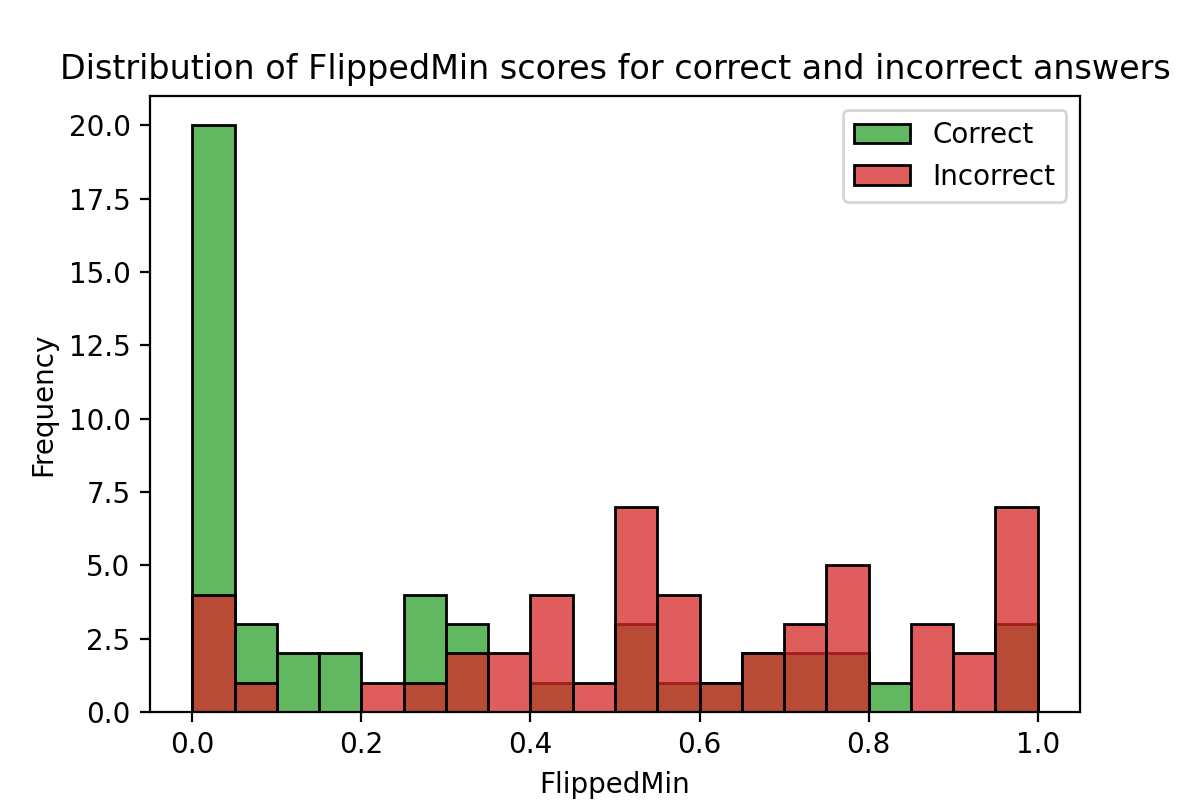 Distribution of FlippedMin scores for correct and incorrect answers
Correct
Incorrect
Frequency
20.0
17.5
15.0
12.5
10.0
7.5
5.0
2.5
0.0
0.0 0.2 0.4 0.6 0.8 1.0
FlippedMin